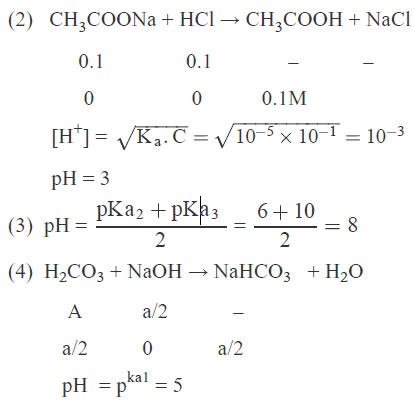 (2) CH₃COONa + HCl → CH₃COOH + NaCl
0.1 0.1 – –
0 0 0.1M
[H⁺] = √Kₐ. C = √10⁻⁵ × 10⁻¹ = 10⁻³
pH = 3
(3) pH = (pKa₂ + pKa₃)/2 = (6 + 10)/2 = 8
(4) H₂CO₃ + NaOH → NaHCO₃ + H₂O
A a/2 –
a/2 0 a/2
pH = p^ka1 = 5